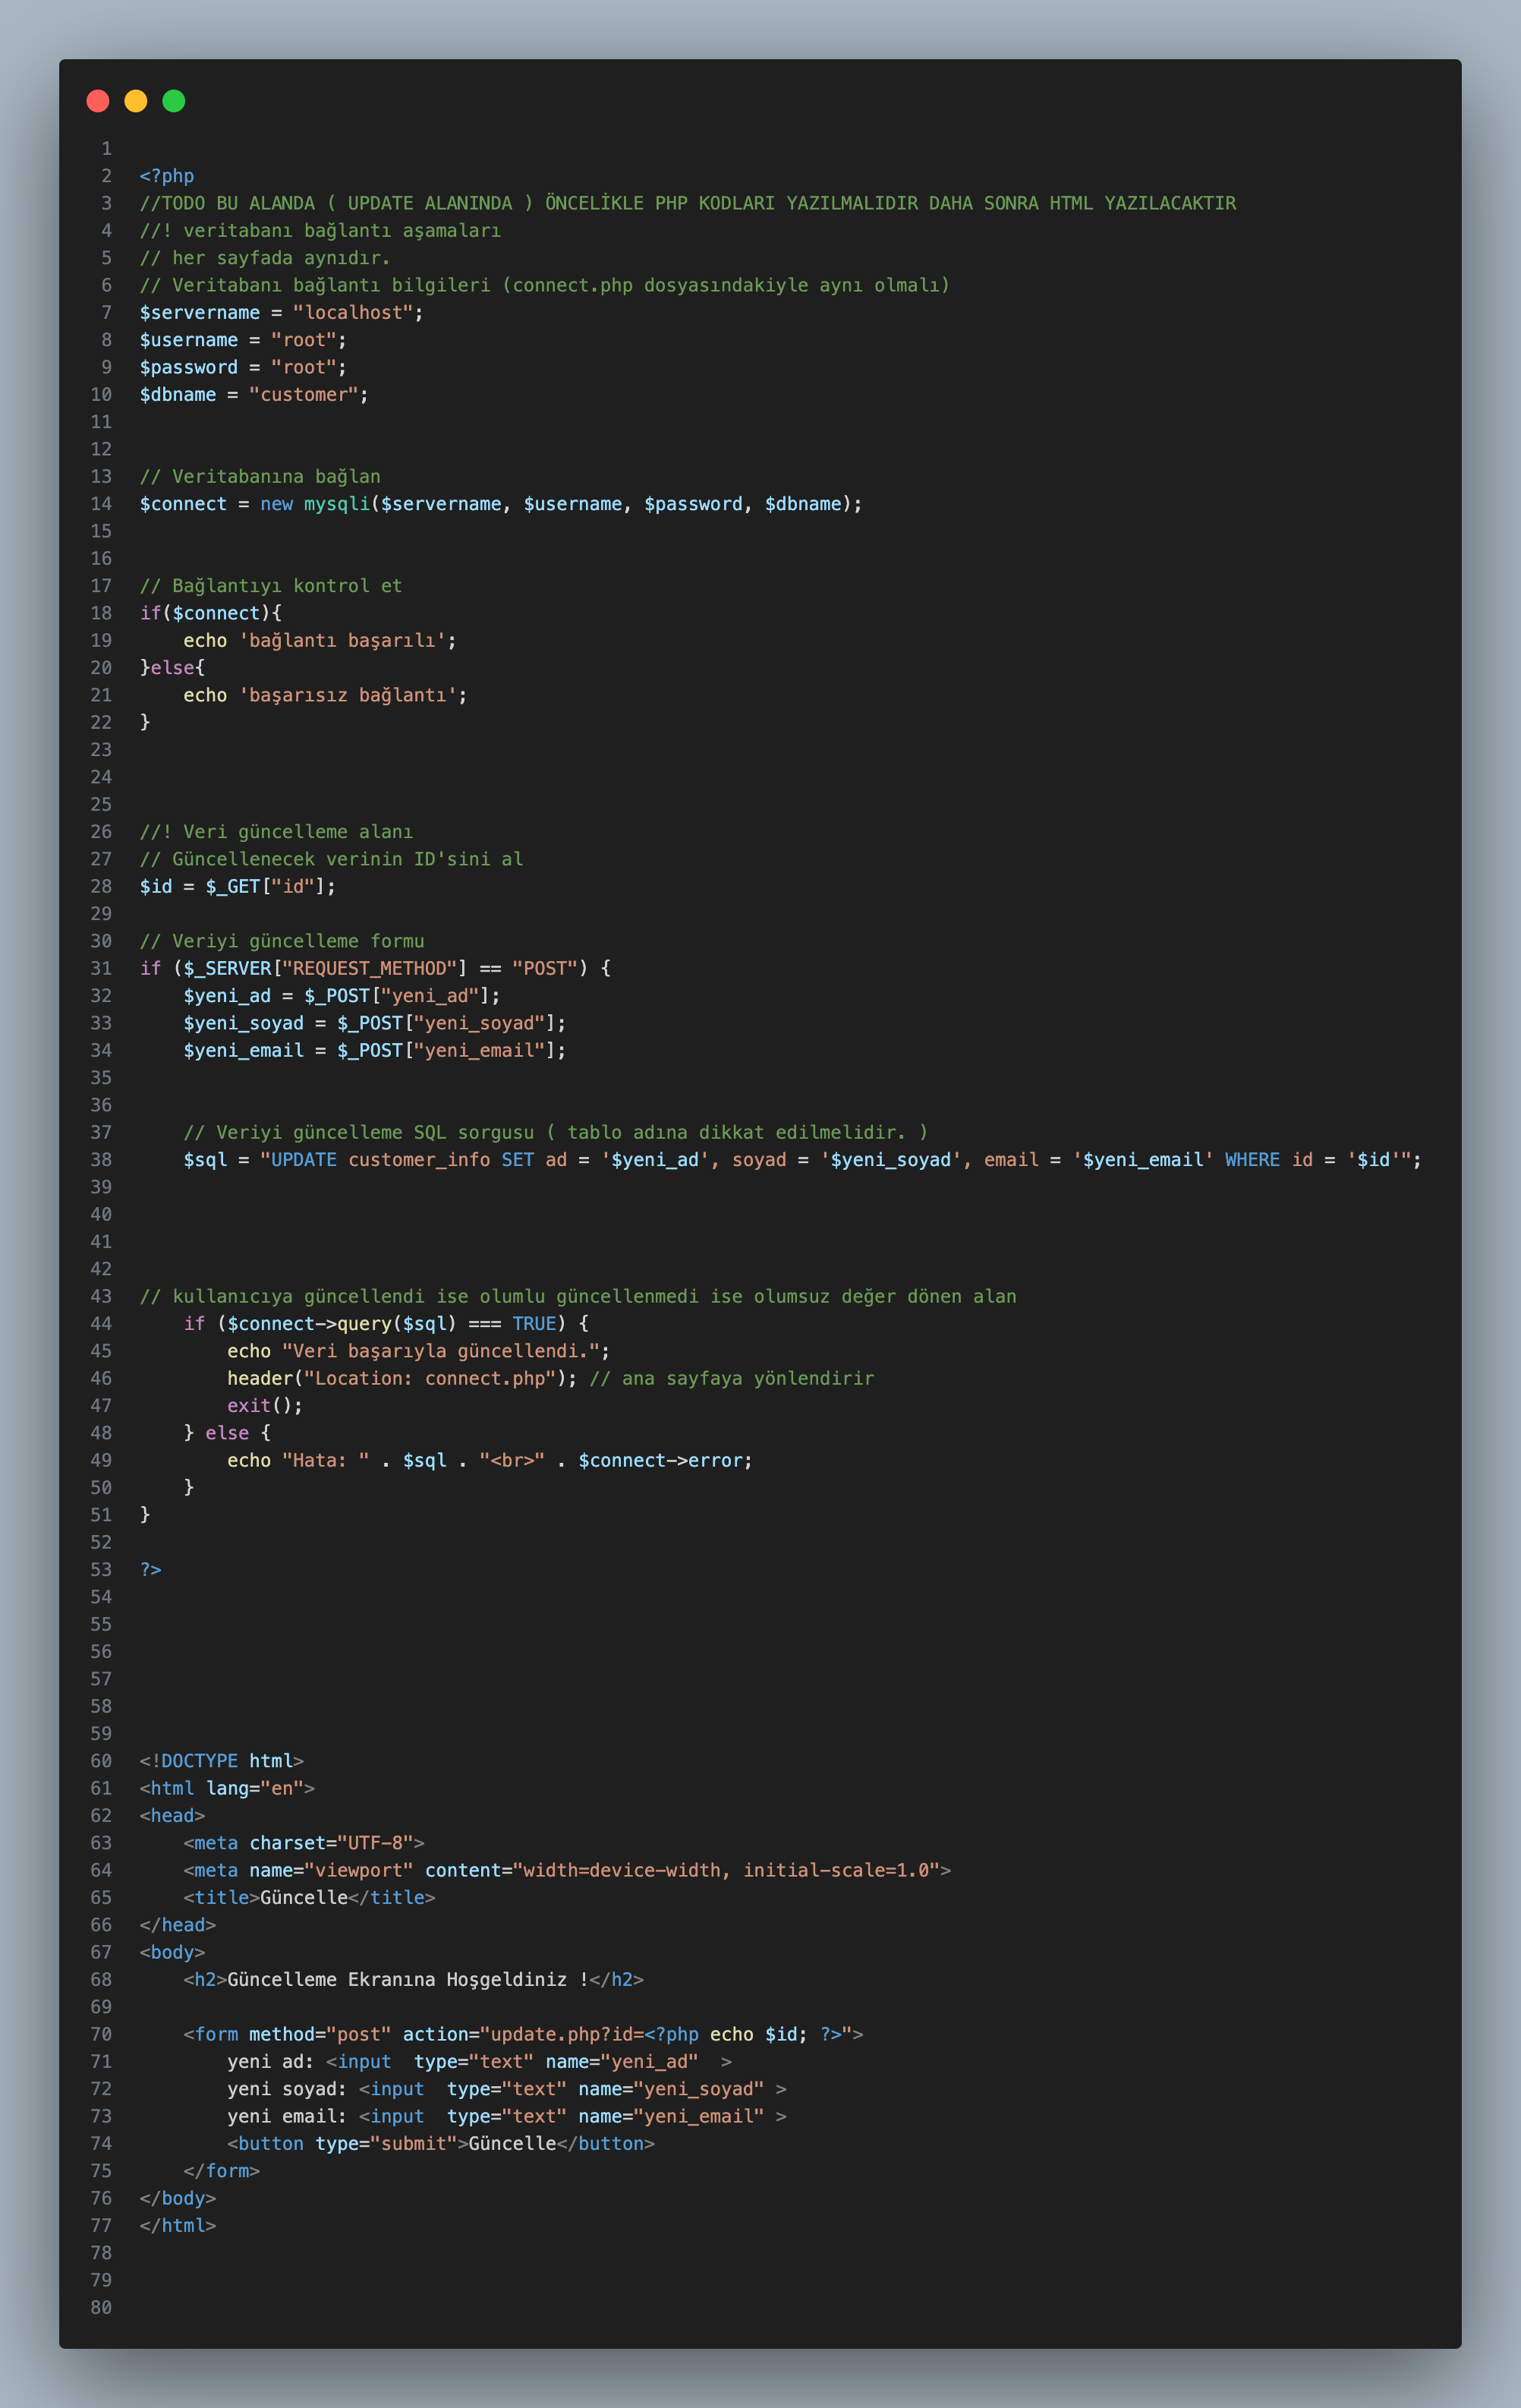 1
2 <?php
3 //TODO BU ALANDA ( UPDATE ALANINDA ) ÖNCELİKLE PHP KODLARI YAZILMALIDIR DAHA SONRA HTML YAZILACAKTIR
4 //! veritabanı bağlantı aşamaları
5 // her sayfada aynıdır.
6 // Veritabanı bağlantı bilgileri (connect.php dosyasındakiyle aynı olmalı)
7 $servername = "localhost";
8 $username = "root";
9 $password = "root";
10 $dbname = "customer";
11
12
13 // Veritabanına bağlan
14 $connect = new mysqli($servername, $username, $password, $dbname);
15
16
17 // Bağlantıyı kontrol et
18 if($connect){
19     echo 'bağlantı başarılı';
20 }else{
21     echo 'başarısız bağlantı';
22 }
23
24
25
26 //! Veri güncelleme alanı
27 // Güncellenecek verinin ID'sini al
28 $id = $_GET["id"];
29
30 // Veriyi güncelleme formu
31 if ($_SERVER["REQUEST_METHOD"] == "POST") {
32     $yeni_ad = $_POST["yeni_ad"];
33     $yeni_soyad = $_POST["yeni_soyad"];
34     $yeni_email = $_POST["yeni_email"];
35
36
37     // Veriyi güncelleme SQL sorgusu ( tablo adına dikkat edilmelidir. )
38     $sql = "UPDATE customer_info SET ad = '$yeni_ad', soyad = '$yeni_soyad', email = '$yeni_email' WHERE id = '$id'";
39
40
41
42
43 // kullanıcıya güncellendi ise olumlu güncellenmedi ise olumsuz değer dönen alan
44     if ($connect->query($sql) === TRUE) {
45         echo "Veri başarıyla güncellendi.";
46         header("Location: connect.php"); // ana sayfaya yönlendirir
47         exit();
48     } else {
49         echo "Hata: " . $sql . "<br>" . $connect->error;
50     }
51 }
52
53 ?>
54
55
56
57
58
59
60 <!DOCTYPE html>
61 <html lang="en">
62 <head>
63     <meta charset="UTF-8">
64     <meta name="viewport" content="width=device-width, initial-scale=1.0">
65     <title>Güncelle</title>
66 </head>
67 <body>
68     <h2>Güncelleme Ekranına Hoşgeldiniz !</h2>
69
70     <form method="post" action="update.php?id=<?php echo $id; ?>">
71         yeni ad: <input  type="text" name="yeni_ad"  >
72         yeni soyad: <input  type="text" name="yeni_soyad" >
73         yeni email: <input  type="text" name="yeni_email" >
74         <button type="submit">Güncelle</button>
75     </form>
76 </body>
77 </html>
78
79
80